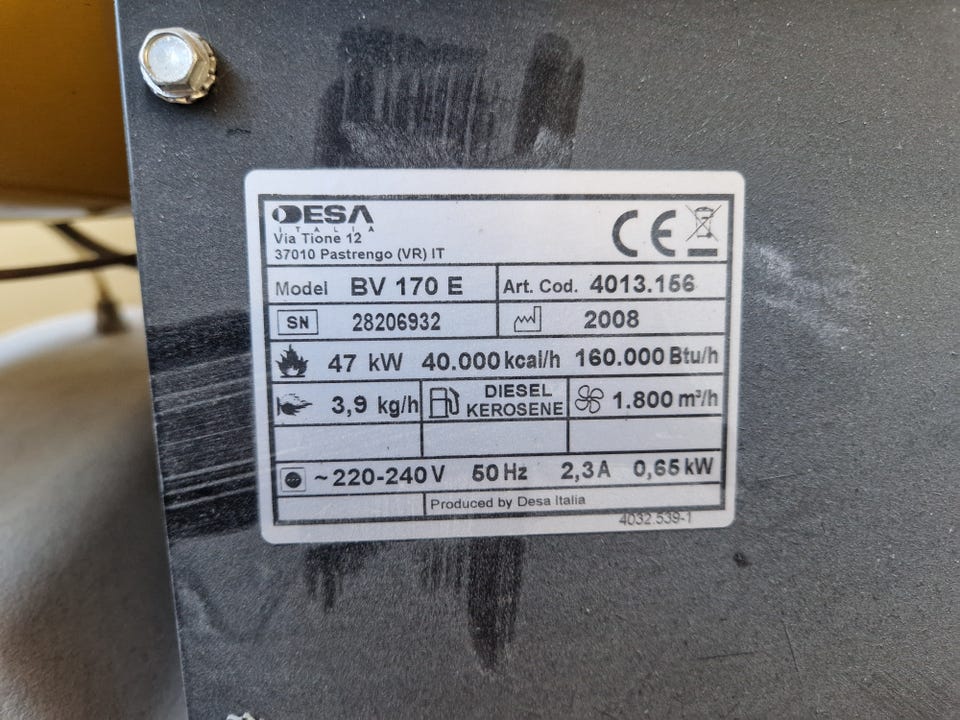 DESA
ITALIA
Via Tione 12
37010 Pastrengo (VR) IT
CE
Model BV 170 E
Art. Cod. 4013.156
SN 28206932
2008
47 kW 40.000 kcal/h 160.000 Btu/h
3,9 kg/h
DIESEL
KEROSENE
1.800 m³/h
~220-240 V 50 Hz 2,3 A 0,65 kW
Produced by Desa Italia
4032.539-1